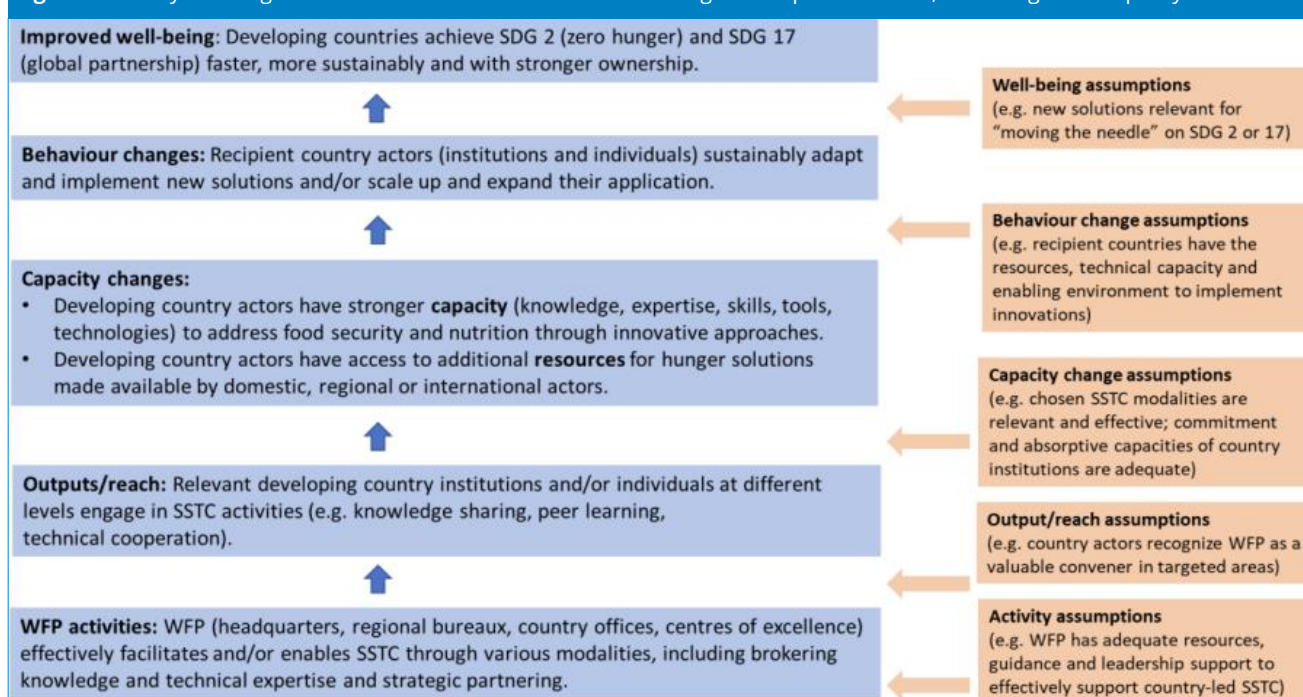 Improved well-being: Developing countries achieve SDG 2 (zero hunger) and SDG 17
(global partnership) faster, more sustainably and with stronger ownership.
Well-being assumptions
(e.g. new solutions relevant for
"moving the needle" on SDG 2 or 17)
Behaviour changes: Recipient country actors (institutions and individuals) sustainably adapt
and implement new solutions and/or scale up and expand their application.
Behaviour change assumptions
(e.g. recipient countries have the
resources, technical capacity and
enabling environment to implement
innovations)
Capacity changes:
• Developing country actors have stronger capacity (knowledge, expertise, skills, tools,
technologies) to address food security and nutrition through innovative approaches.
• Developing country actors have access to additional resources for hunger solutions
made available by domestic, regional or international actors.
Capacity change assumptions
(e.g. chosen SSTC modalities are
relevant and effective; commitment
and absorptive capacities of country
institutions are adequate)
Outputs/reach: Relevant developing country institutions and/or individuals at different
levels engage in SSTC activities (e.g. knowledge sharing, peer learning,
technical cooperation).
Output/reach assumptions
(e.g. country actors recognize WFP as a
valuable convener in targeted areas)
WFP activities: WFP (headquarters, regional bureaux, country offices, centres of excellence)
effectively facilitates and/or enables SSTC through various modalities, including brokering
knowledge and technical expertise and strategic partnering.
Activity assumptions
(e.g. WFP has adequate resources,
guidance and leadership support to
effectively support country-led SSTC)